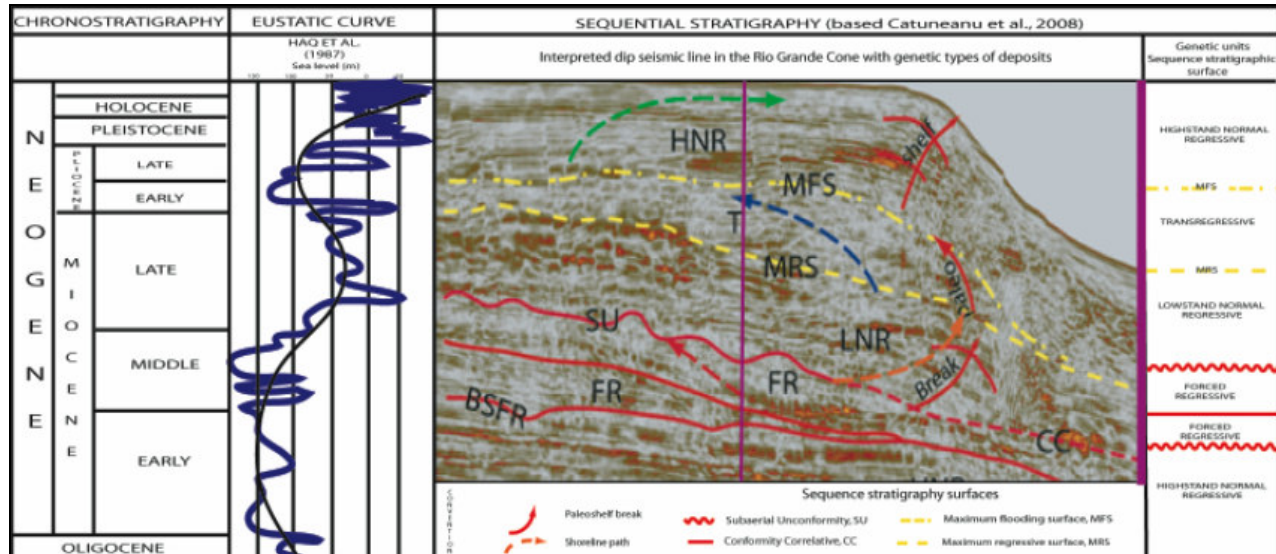 CHRONOSTRATIGRAPHY
EUSTATIC CURVE
SEQUENTIAL STRATIGRAPHY (based Catuneanu et al., 2008)
HAQ ET AL.
(1987)
Sea level (m)
Interpreted dip seismic line in the Rio Grande Cone with genetic types of deposits
Genetic units
Sequence stratigraphic
surface
NEOGENE
HOLOCENE
PLEISTOCENE
PLIOCENE
LATE
EARLY
MIOCENE
LATE
MIDDLE
EARLY
OLIGOCENE
HNR
shelf
MFS
T
MRS
Paleo
SU
LNR
Break
FR
FR
BSFR
CC
HIGHSTAND NORMAL
REGRESSIVE
MFS
TRANSREGRESSIVE
MRS
LOWSTAND NORMAL
REGRESSIVE
FORCED
REGRESSIVE
FORCED
REGRESSIVE
HIGHSTAND NORMAL
REGRESSIVE
Sequence stratigraphy surfaces
Paleoshelf break
Subaerial Unconformity, SU
Maximum flooding surface, MFS
Shoreline path
Conformity Correlative, CC
Maximum regressive surface, MRS